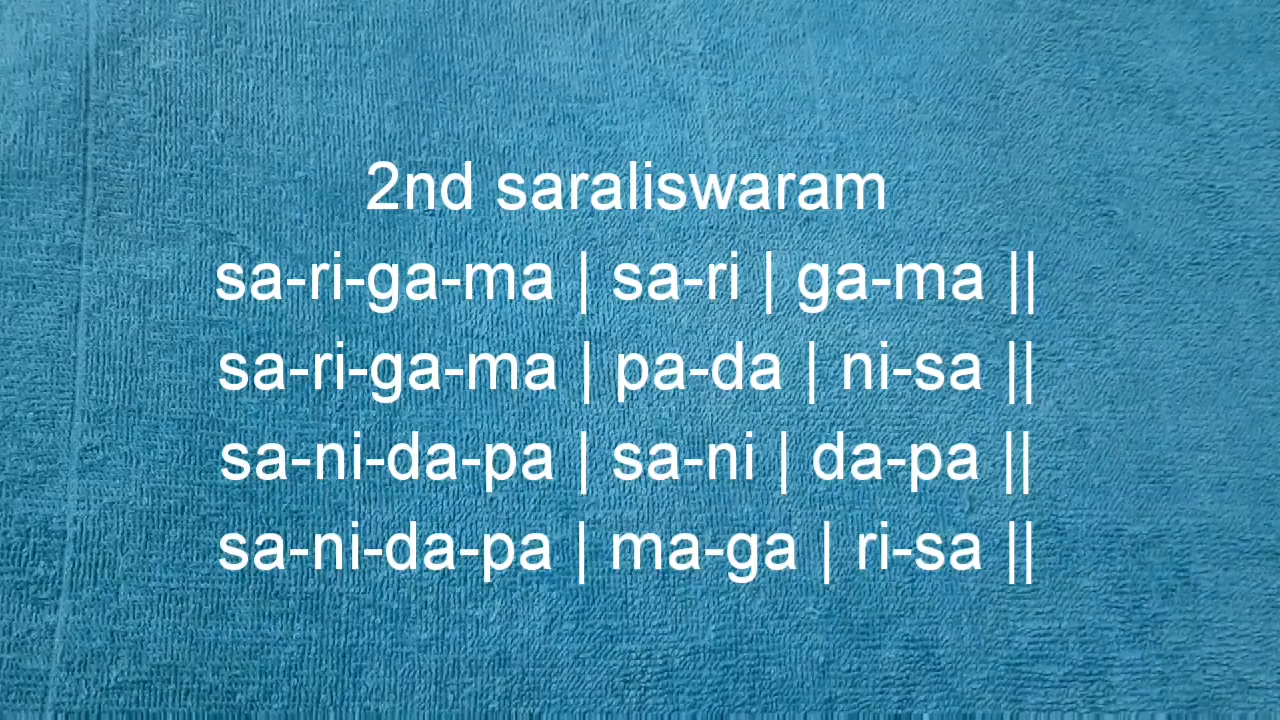 2nd saraliswaram
sa-ri-ga-ma | sa-ri | ga-ma ||
sa-ri-ga-ma | pa-da | ni-sa ||
sa-ni-da-pa | sa-ni | da-pa ||
sa-ni-da-pa | ma-ga | ri-sa ||